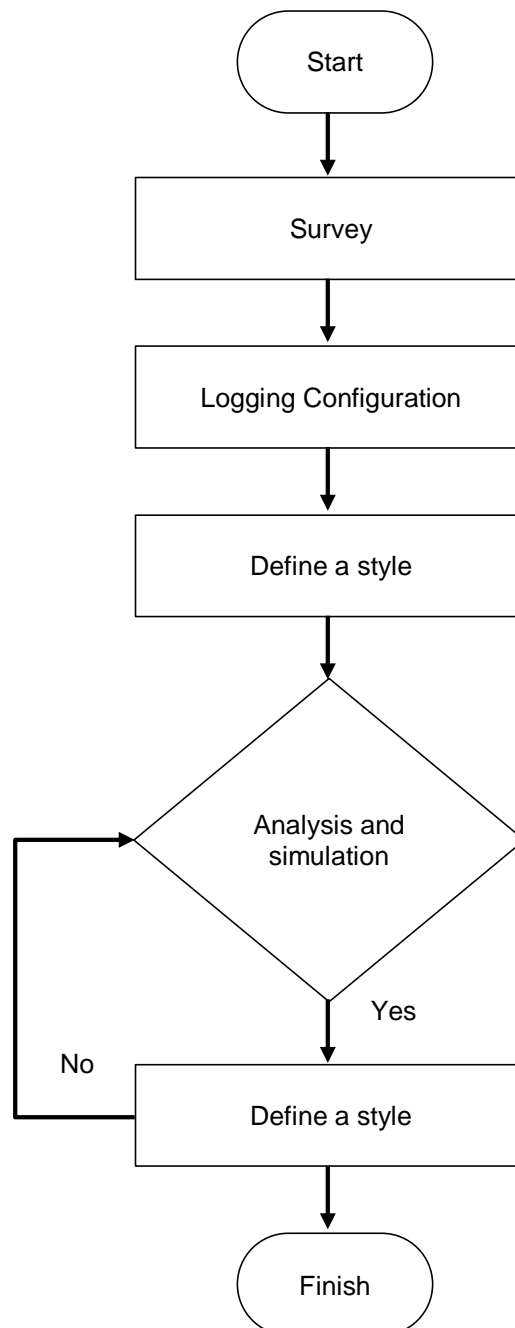 Start
Survey
Logging Configuration
Define a style
Analysis and
simulation
Yes
No
Define a style
Finish